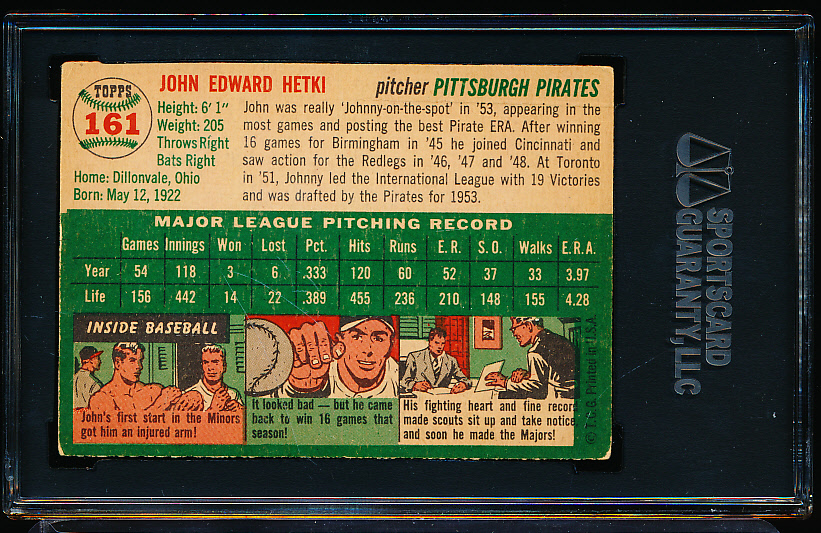 TOPPS
161
JOHN EDWARD HETKI
pitcher PITTSBURGH PIRATES
Height: 6' 1"
Weight: 205
Throws Right
Bats Right
Home: Dillonvale, Ohio
Born: May 12, 1922
John was really 'Johnny-on-the-spot' in '53, appearing in the
most games and posting the best Pirate ERA. After winning
16 games for Birmingham in '45 he joined Cincinnati and
saw action for the Redlegs in '46, '47 and '48. At Toronto
in '51, Johnny led the International League with 19 Victories
and was drafted by the Pirates for 1953.
MAJOR LEAGUE PITCHING RECORD
Games Innings Won Lost Pct. Hits Runs E.R. S.O. Walks E.R.A.
Year 54 118 3 6 .333 120 60 52 37 33 3.97
Life 156 442 14 22 .389 455 236 210 148 155 4.28
INSIDE BASEBALL
John's first start in the Minors
got him an injured arm!
It looked bad — but he came
back to win 16 games that
season!
His fighting heart and fine record
made scouts sit up and take notice,
and soon he made the Majors!
© T. C. G. Printed in U.S.A.
SPORTSCARD
GUARANTY, LLC